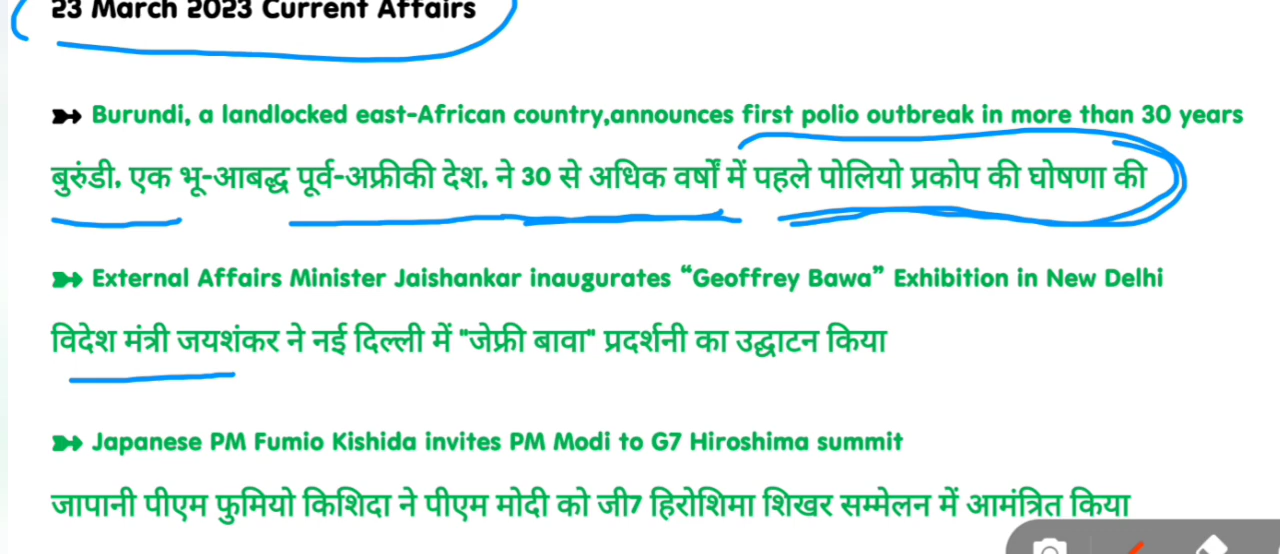 23 March 2023 Current Affairs
Burundi, a landlocked east-African country,announces first polio outbreak in more than 30 years
बुरुंडी, एक भू-आबद्ध पूर्व-अफ्रीकी देश, ने 30 से अधिक वर्षों में पहले पोलियो प्रकोप की घोषणा की
External Affairs Minister Jaishankar inaugurates “Geoffrey Bawa” Exhibition in New Delhi
विदेश मंत्री जयशंकर ने नई दिल्ली में "जेफ्री बावा" प्रदर्शनी का उद्घाटन किया
Japanese PM Fumio Kishida invites PM Modi to G7 Hiroshima summit
जापानी पीएम फुमियो किशिदा ने पीएम मोदी को जी7 हिरोशिमा शिखर सम्मेलन में आमंत्रित किया